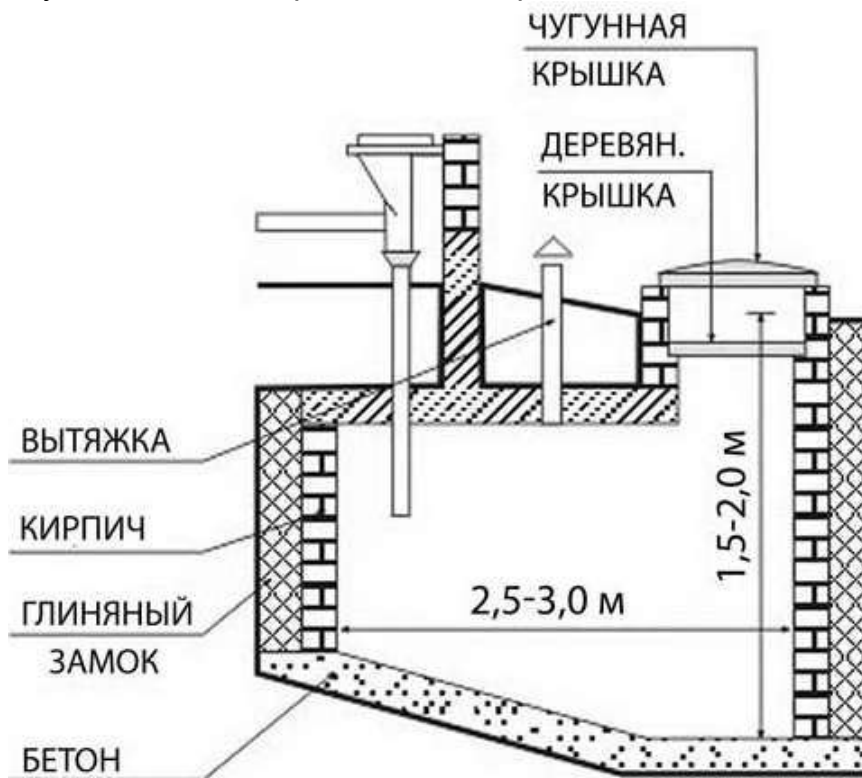 ЧУГУННАЯ
КРЫШКА
ДЕРЕВЯН.
КРЫШКА
ВЫТЯЖКА
КИРПИЧ
ГЛИНЯНЫЙ
ЗАМОК
БЕТОН
2,5-3,0 м
1,5-2,0 м